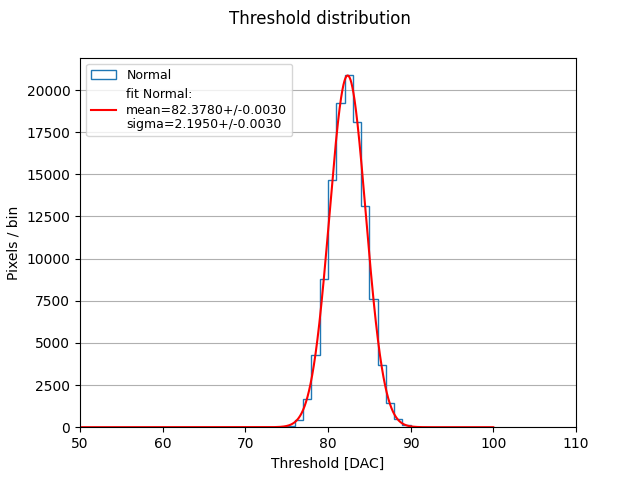 Threshold distribution
Normal
fit Normal:
mean=82.3780+/-0.0030
sigma=2.1950+/-0.0030
Pixels / bin
20000
17500
15000
12500
10000
7500
5000
2500
0
50 60 70 80 90 100 110
Threshold [DAC]